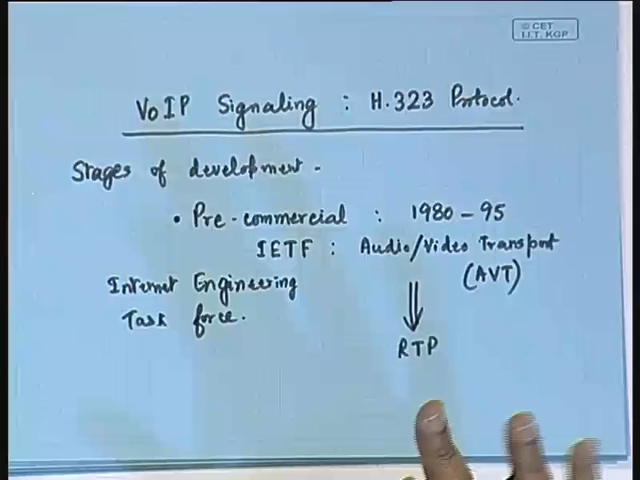 © CET
I.I.T. KGP
VoIP Signaling : H.323 Protocol.
Stages of development.
• Pre-commercial : 1980-95
IETF : Audio/Video Transport
(AVT)
Internet Engineering
Task force.
RTP